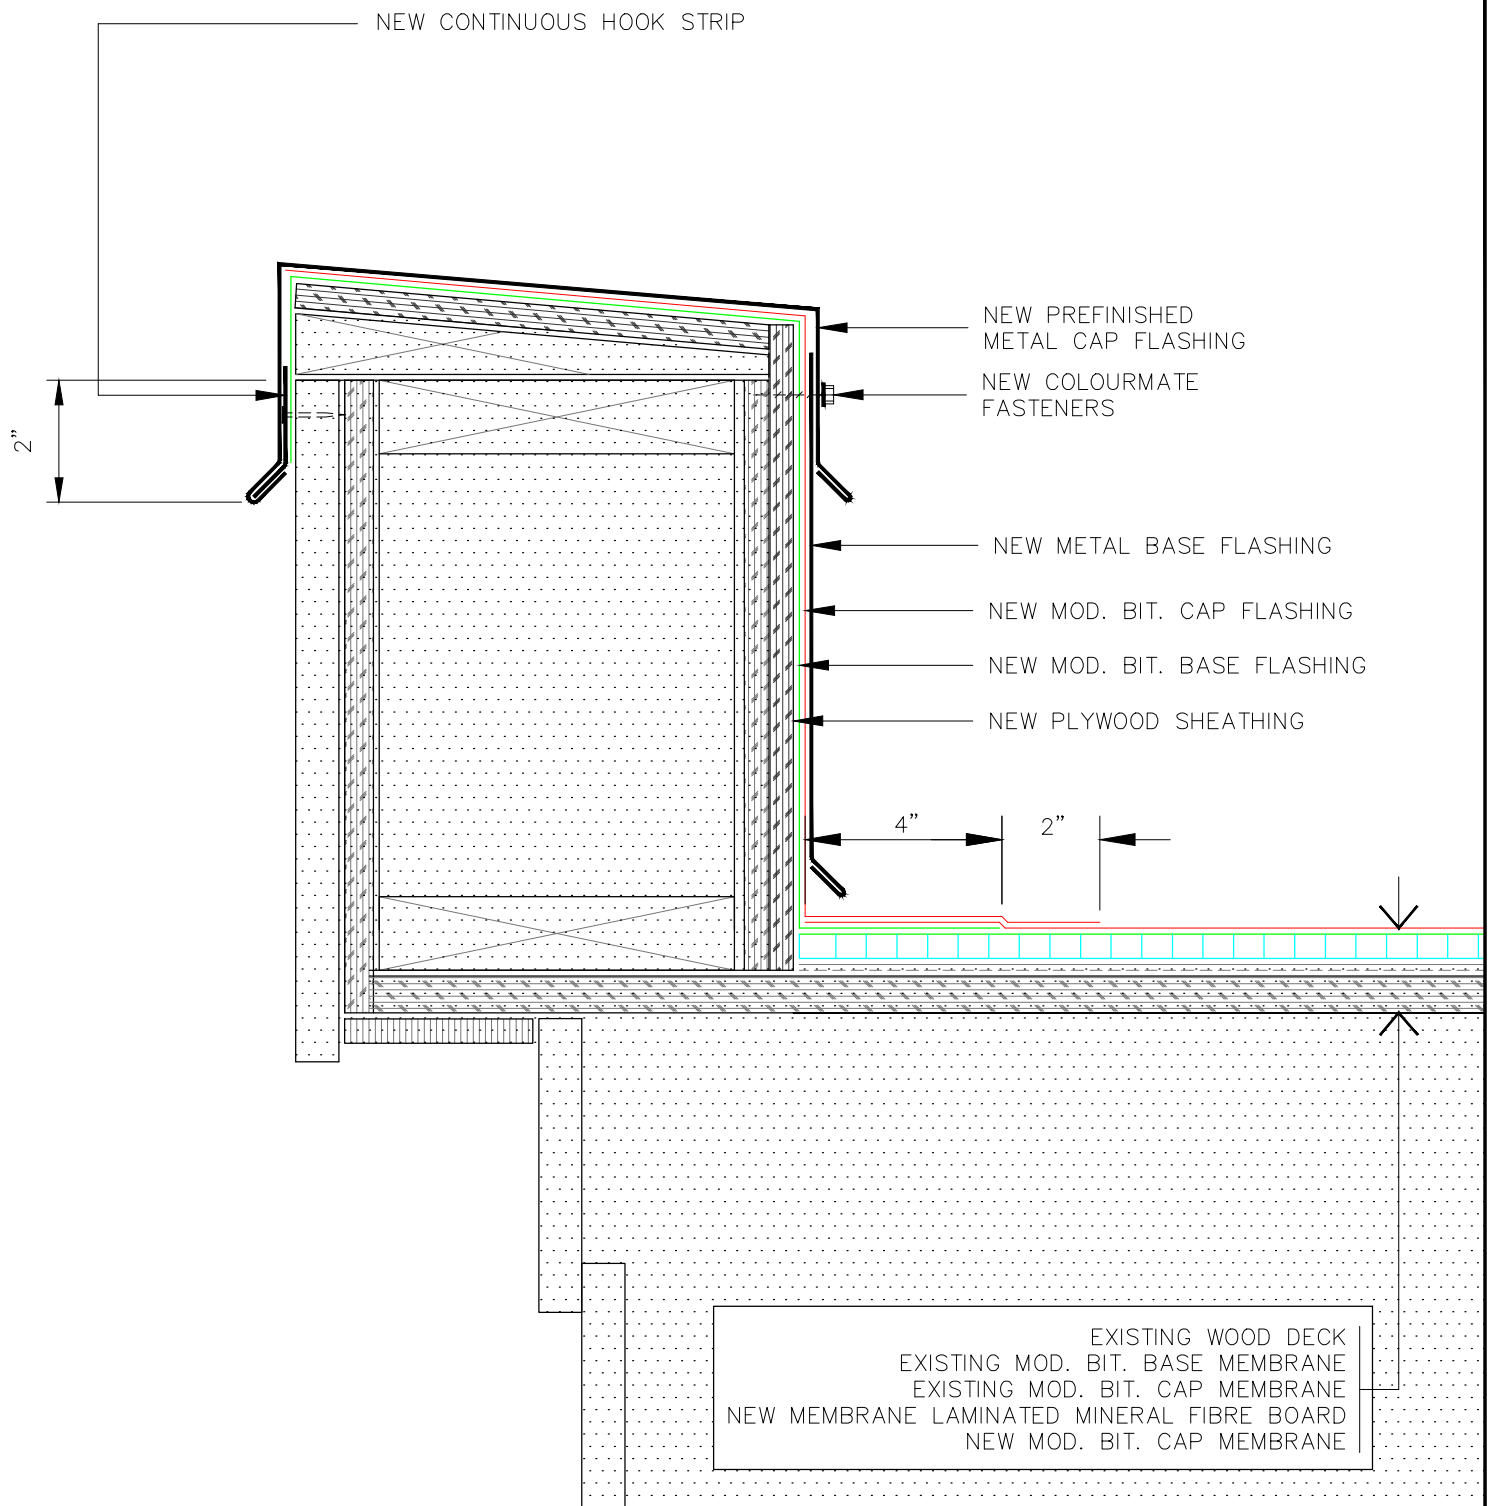 NEW CONTINUOUS HOOK STRIP
NEW PREFINISHED
METAL CAP FLASHING
NEW COLOURMATE
FASTENERS
2"
NEW METAL BASE FLASHING
NEW MOD. BIT. CAP FLASHING
NEW MOD. BIT. BASE FLASHING
NEW PLYWOOD SHEATHING
4"
2"
EXISTING WOOD DECK
EXISTING MOD. BIT. BASE MEMBRANE
EXISTING MOD. BIT. CAP MEMBRANE
NEW MEMBRANE LAMINATED MINERAL FIBRE BOARD
NEW MOD. BIT. CAP MEMBRANE